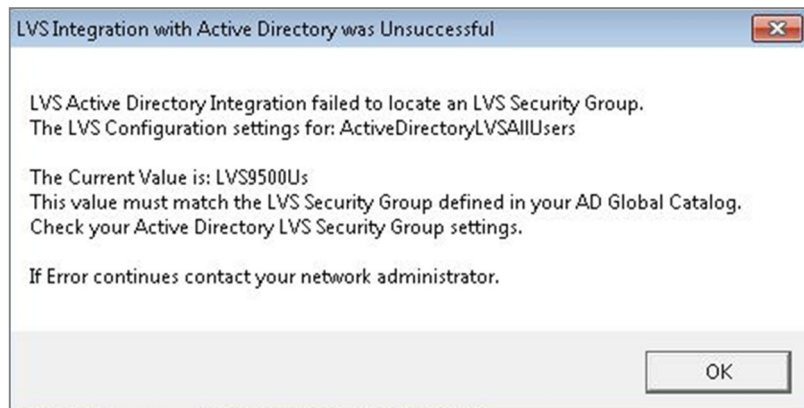 LVS Integration with Active Directory was Unsuccessful
LVS Active Directory Integration failed to locate an LVS Security Group.
The LVS Configuration settings for: ActiveDirectoryLVSAllUsers
The Current Value is: LVS9500Us
This value must match the LVS Security Group defined in your AD Global Catalog.
Check your Active Directory LVS Security Group settings.
If Error continues contact your network administrator.
OK